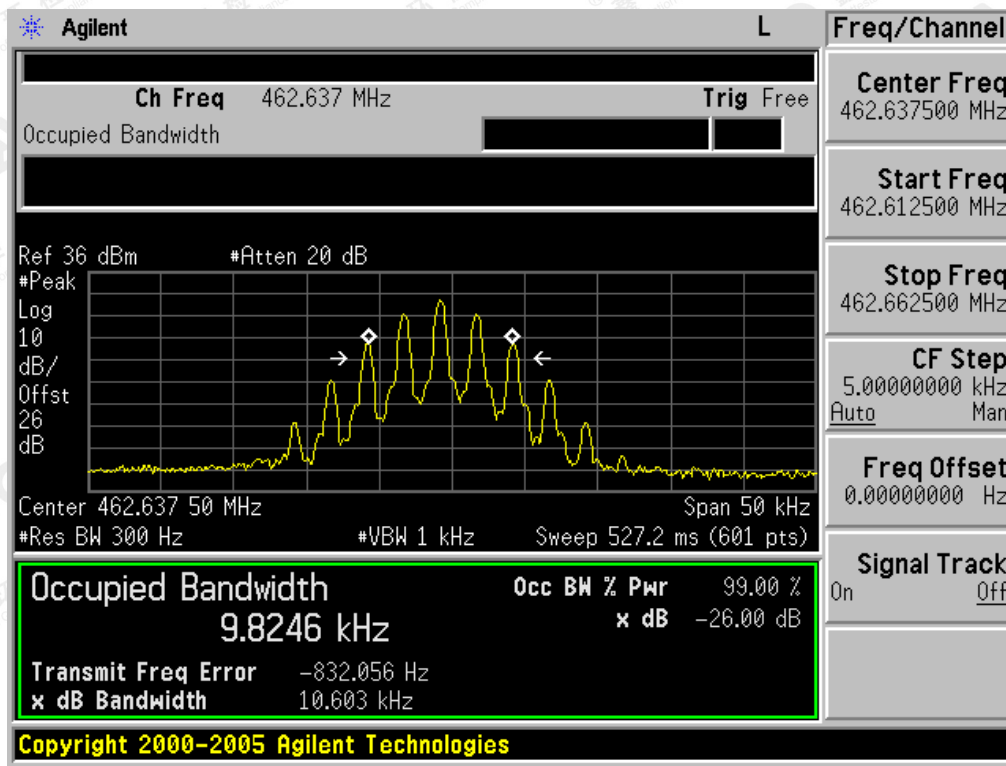 Agilent L Freq/Channel
Ch Freq 462.637 MHz Trig Free
Occupied Bandwidth
Center Freq
462.637500 MHz
Start Freq
462.612500 MHz
Stop Freq
462.662500 MHz
CF Step
5.00000000 kHz
Auto Man
Freq Offset
0.00000000 Hz
Signal Track
On Off
Ref 36 dBm #Atten 20 dB
#Peak
Log
10
dB/
Offst
26
dB
Center 462.637 50 MHz Span 50 kHz
#Res BW 300 Hz #VBW 1 kHz Sweep 527.2 ms (601 pts)
Occupied Bandwidth Occ BW % Pwr 99.00 %
9.8246 kHz x dB -26.00 dB
Transmit Freq Error -832.056 Hz
x dB Bandwidth 10.603 kHz
Copyright 2000-2005 Agilent Technologies